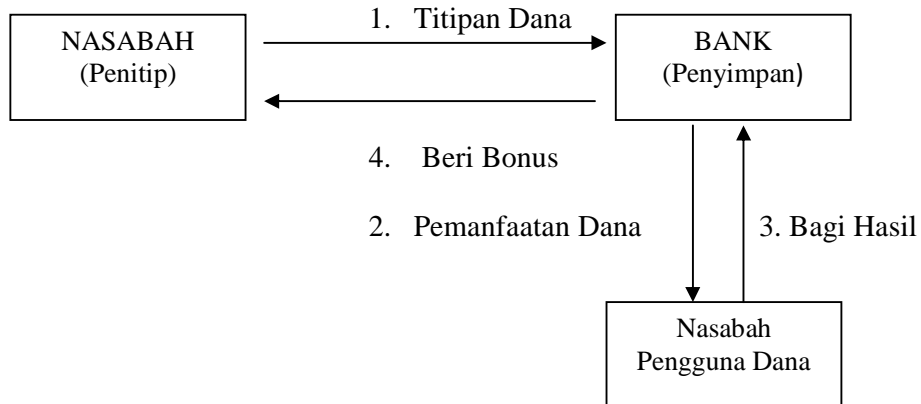 1. Titipan Dana
NASABAH
(Penitip)
BANK
(Penyimpan)
4. Beri Bonus
2. Pemanfaatan Dana
3. Bagi Hasil
Nasabah
Pengguna Dana